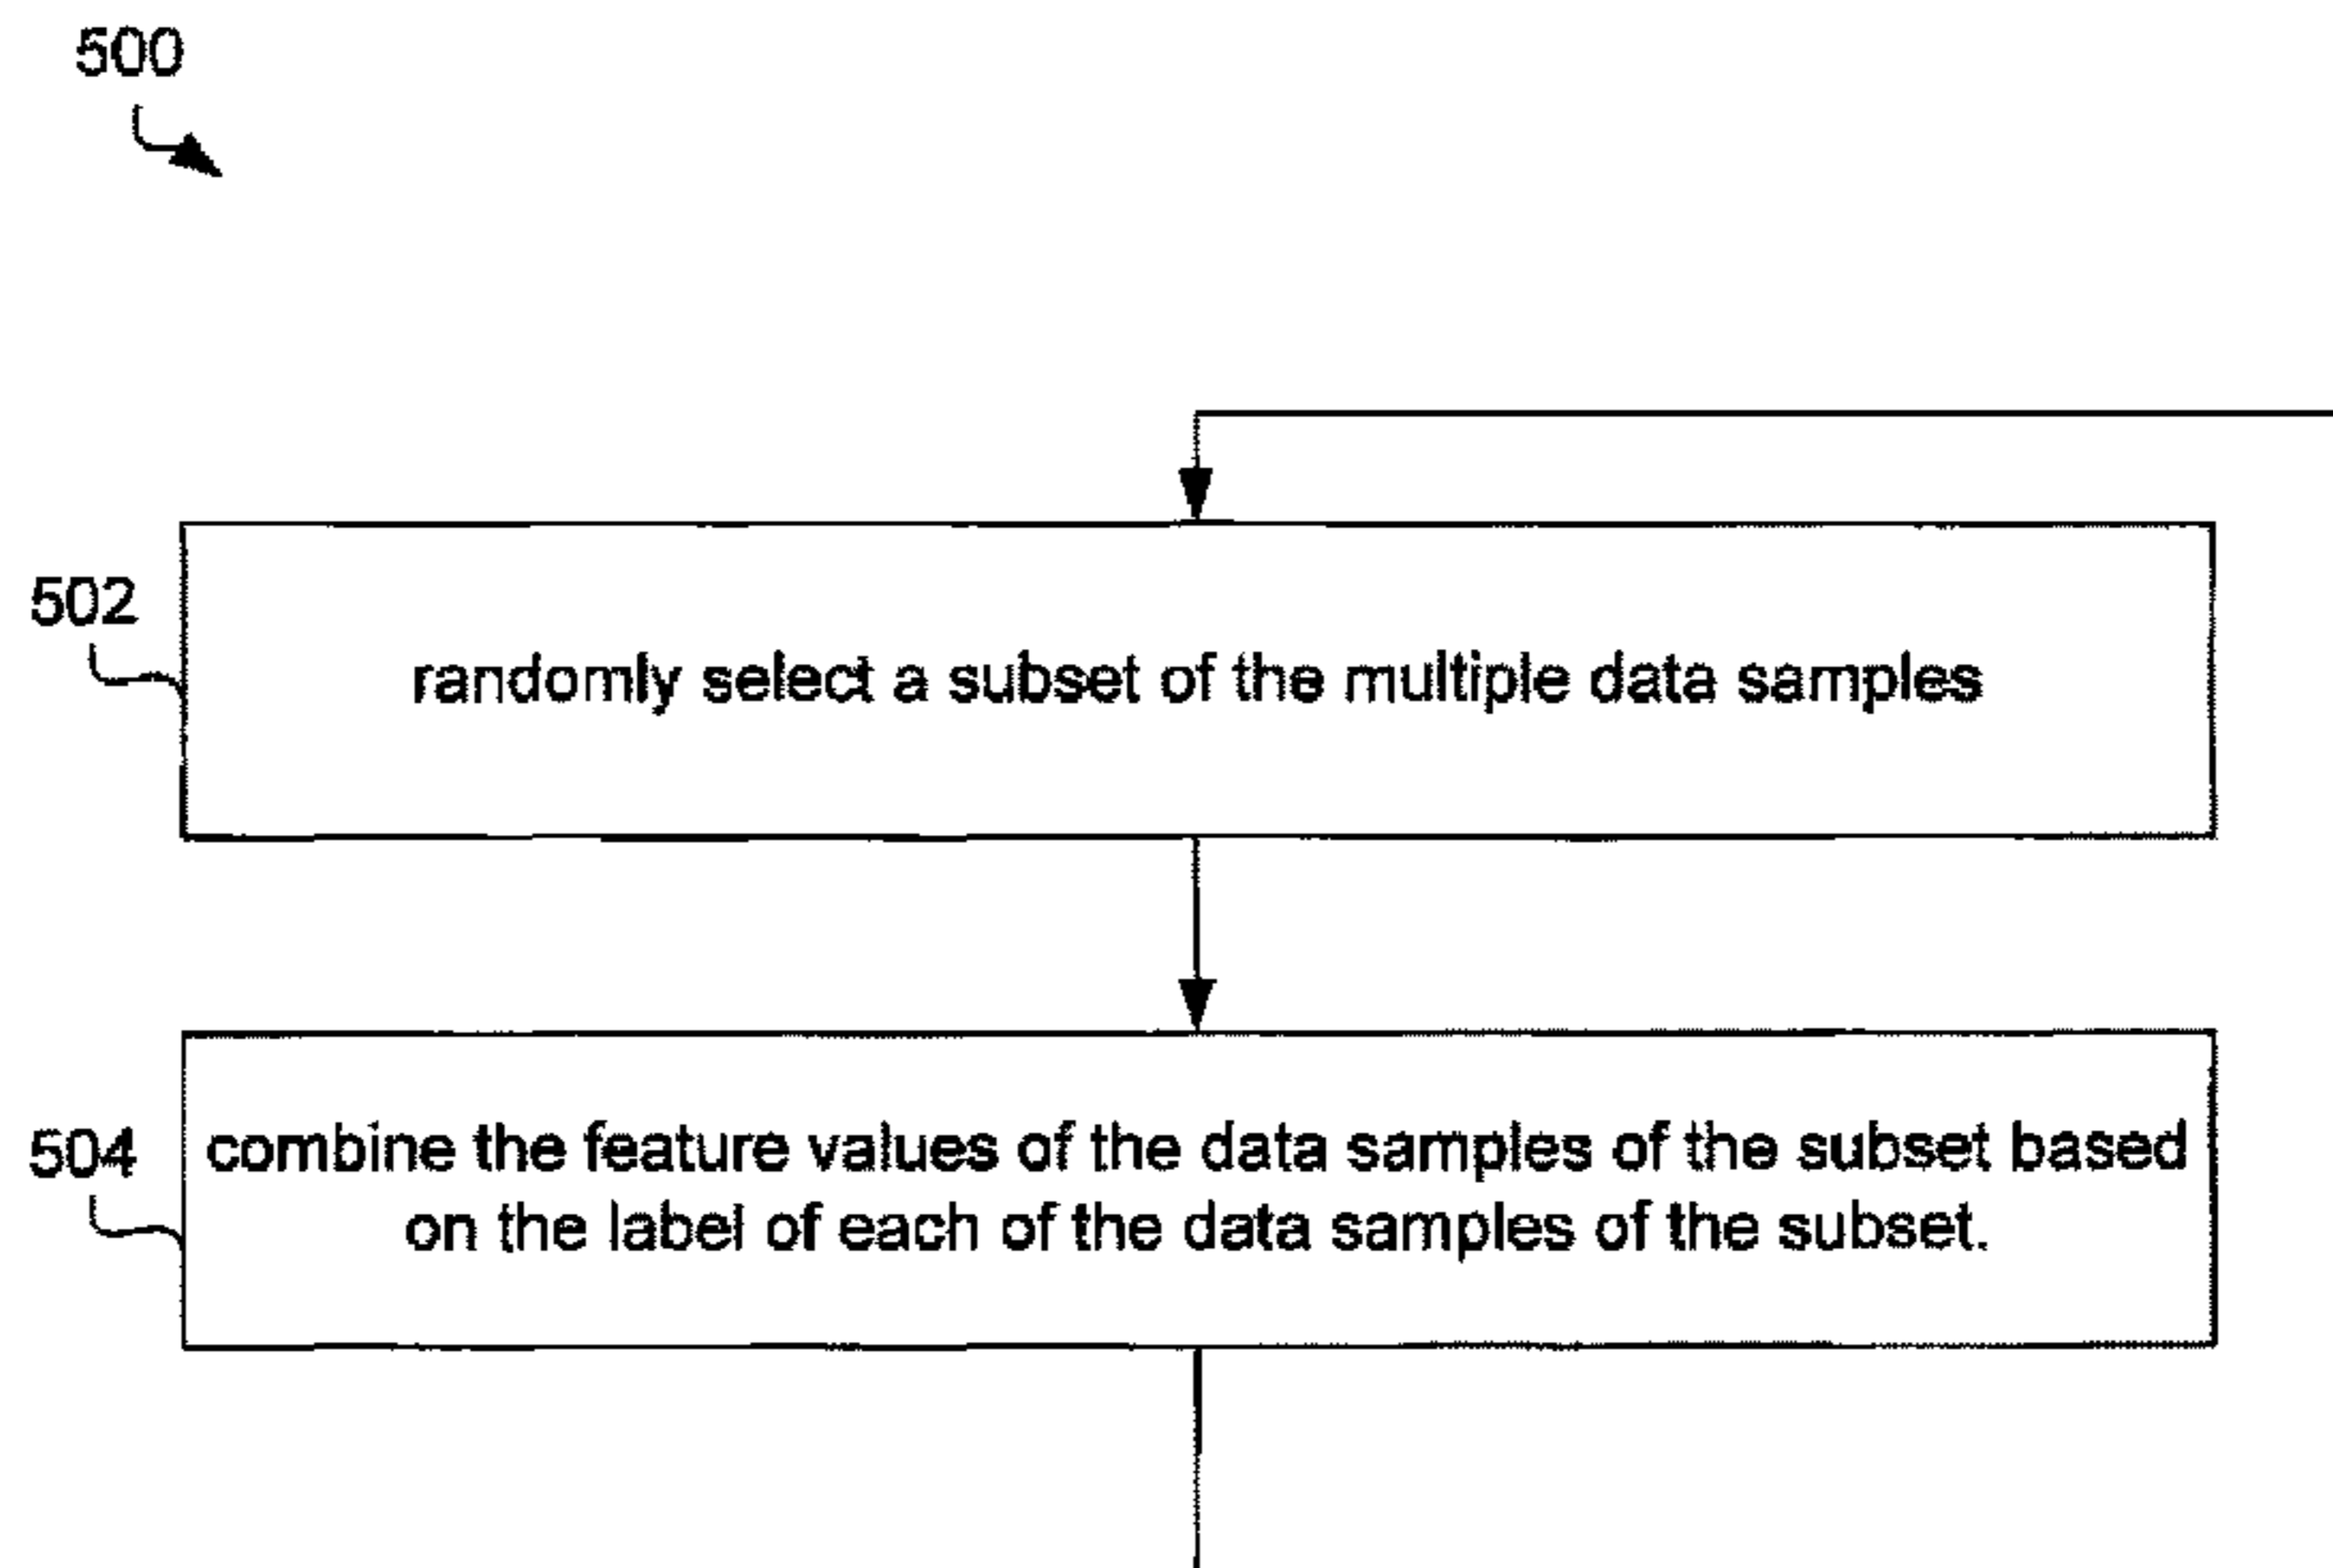 500
502
randomly select a subset of the multiple data samples
504
combine the feature values of the data samples of the subset based
on the label of each of the data samples of the subset.